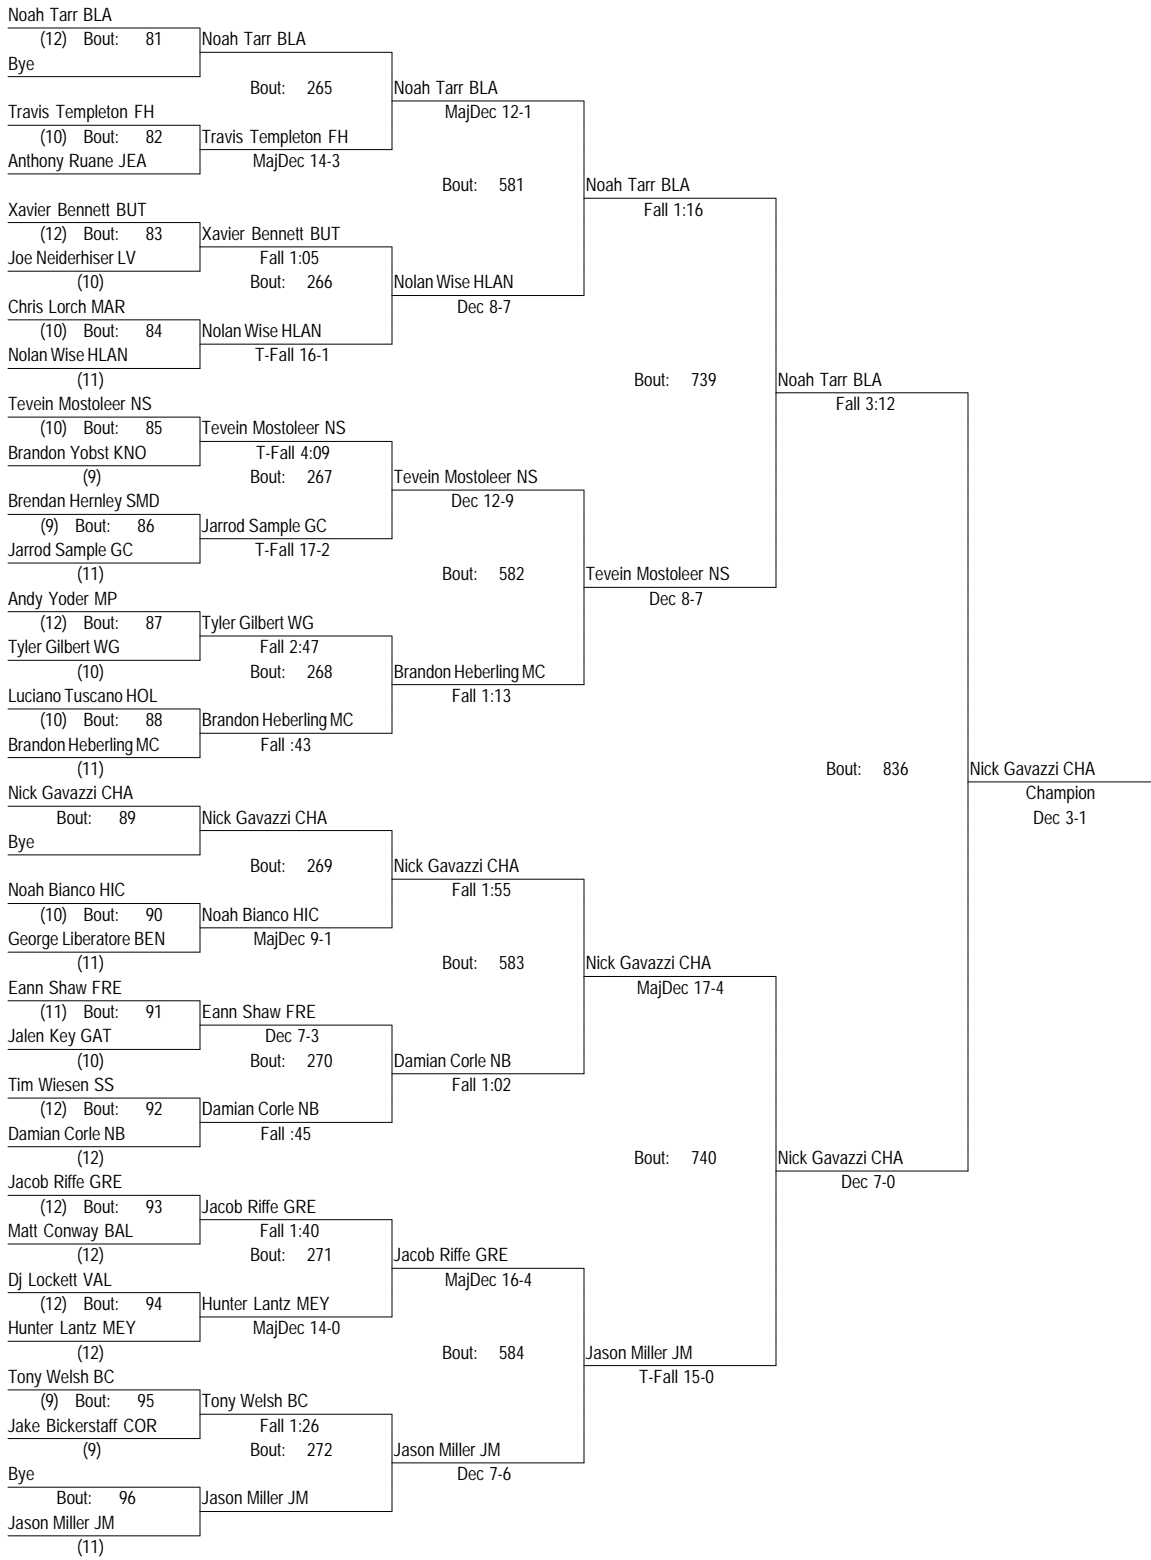 Noah Tarr BLA
(12) Bout: 81 Noah Tarr BLA
Bye
Bout: 265 Noah Tarr BLA
Travis Templeton FH MajDec 12-1
(10) Bout: 82 Travis Templeton FH
Anthony Ruane JEA MajDec 14-3
Bout: 581 Noah Tarr BLA
Xavier Bennett BUT Fall 1:16
(12) Bout: 83 Xavier Bennett BUT
Joe Neiderhiser LV Fall 1:05
(10) Bout: 266 Nolan Wise HLAN
Chris Lorch MAR Dec 8-7
(10) Bout: 84 Nolan Wise HLAN
Nolan Wise HLAN T-Fall 16-1
(11) Bout: 739 Noah Tarr BLA
Tevein Mostoleer NS Fall 3:12
(10) Bout: 85 Tevein Mostoleer NS
Brandon Yobst KNO T-Fall 4:09
(9) Bout: 267 Tevein Mostoleer NS
Brendan Hernley SMD Dec 12-9
(9) Bout: 86 Jarrod Sample GC
Jarrod Sample GC T-Fall 17-2
(11) Bout: 582 Tevein Mostoleer NS
Andy Yoder MP Dec 8-7
(12) Bout: 87 Tyler Gilbert WG
Tyler Gilbert WG Fall 2:47
(10) Bout: 268 Brandon Heberling MC
Luciano Tuscano HOL Fall 1:13
(10) Bout: 88 Brandon Heberling MC
Brandon Heberling MC Fall :43
(11) Bout: 836 Nick Gavazzi CHA
Nick Gavazzi CHA Champion
Bout: 89 Nick Gavazzi CHA Dec 3-1
Bye
Bout: 269 Nick Gavazzi CHA
Noah Bianco HIC Fall 1:55
(10) Bout: 90 Noah Bianco HIC
George Liberatore BEN MajDec 9-1
(11) Bout: 583 Nick Gavazzi CHA
Eann Shaw FRE MajDec 17-4
(11) Bout: 91 Eann Shaw FRE
Jalen Key GAT Dec 7-3
(10) Bout: 270 Damian Corle NB
Tim Wiesen SS Fall 1:02
(12) Bout: 92 Damian Corle NB
Damian Corle NB Fall :45
(12) Bout: 740 Nick Gavazzi CHA
Jacob Riffe GRE Dec 7-0
(12) Bout: 93 Jacob Riffe GRE
Matt Conway BAL Fall 1:40
(12) Bout: 271 Jacob Riffe GRE
Dj Lockett VAL MajDec 16-4
(12) Bout: 94 Hunter Lantz MEY
Hunter Lantz MEY MajDec 14-0
(12) Bout: 584 Jason Miller JM
Tony Welsh BC T-Fall 15-0
(9) Bout: 95 Tony Welsh BC
Jake Bickerstaff COR Fall 1:26
(9) Bout: 272 Jason Miller JM
Bye Dec 7-6
Bout: 96 Jason Miller JM
Jason Miller JM
(11)